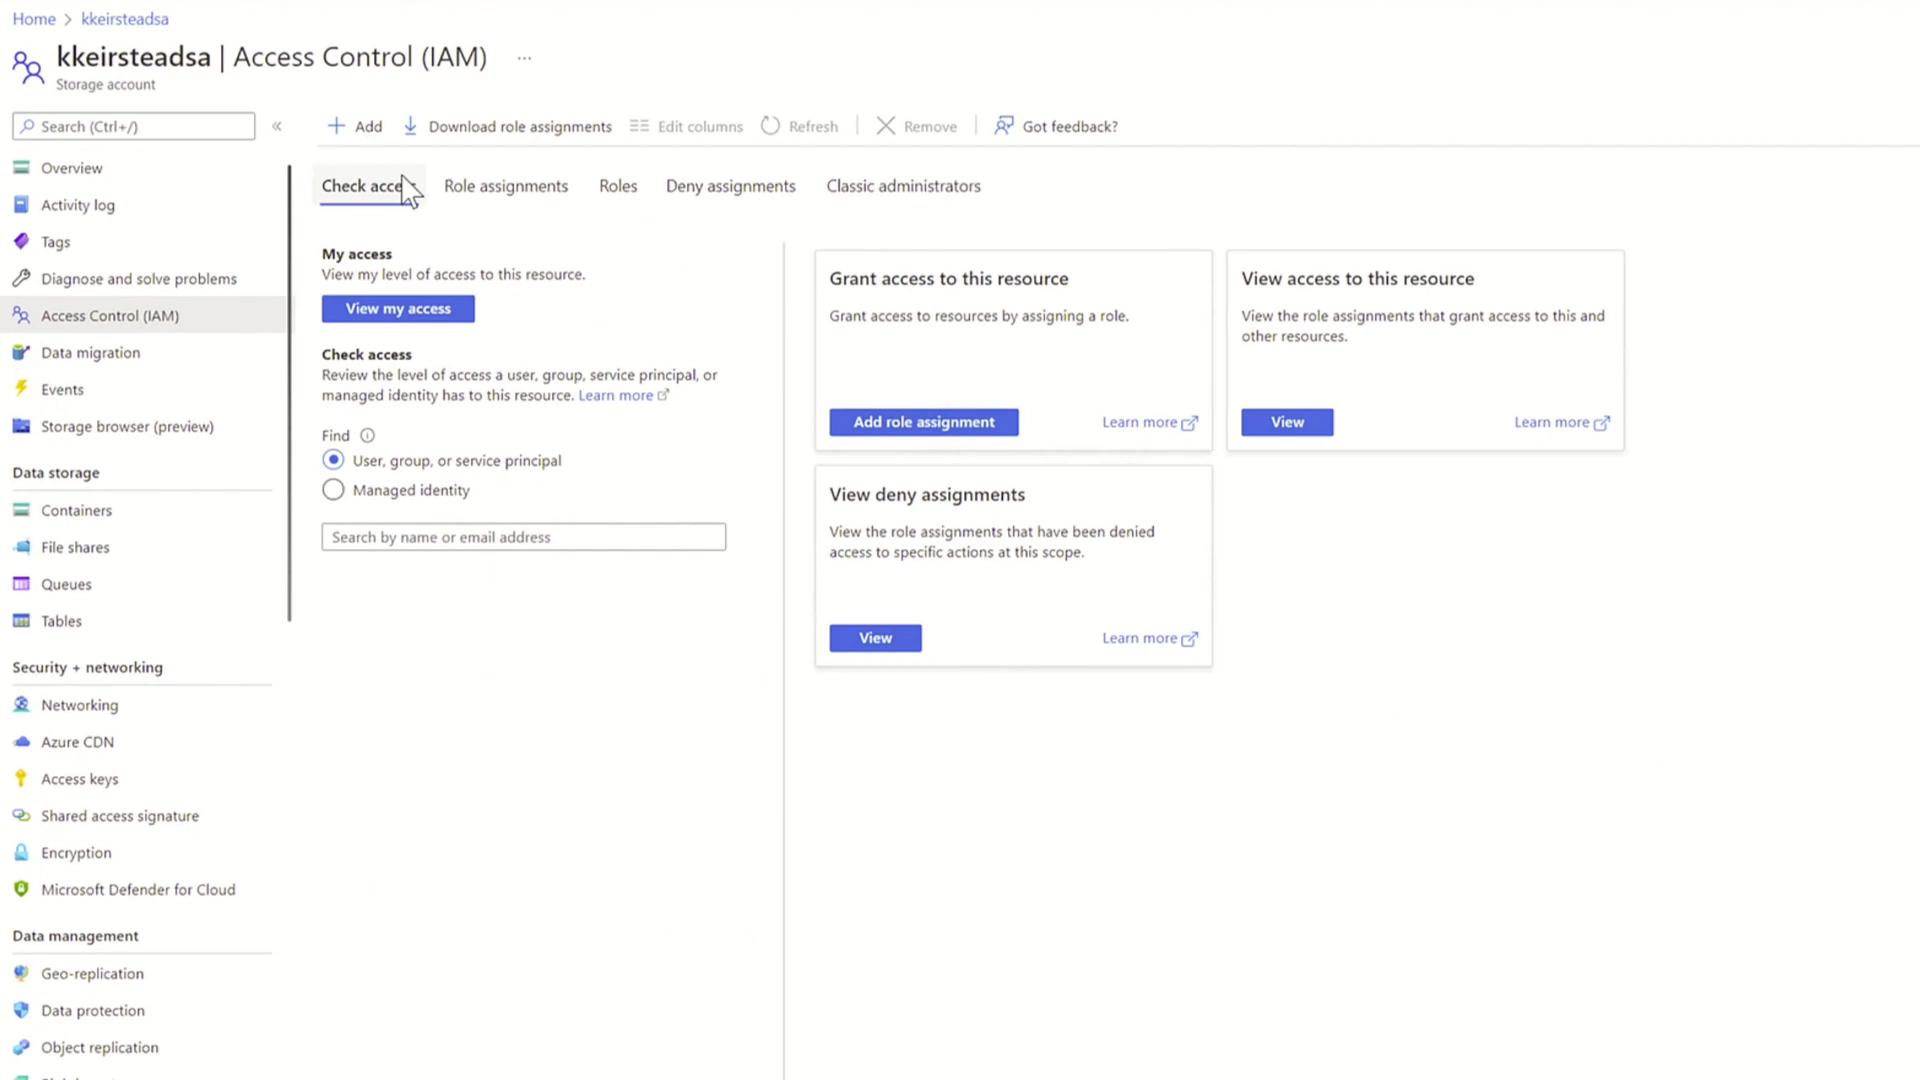 Home > kkeirsteadsa
kkeirsteadsa | Access Control (IAM) ...
Storage account
Search (Ctrl+/)
«
Add
Download role assignments
Edit columns
Refresh
Remove
Got feedback?
Overview
Activity log
Tags
Diagnose and solve problems
Access Control (IAM)
Data migration
Events
Storage browser (preview)
Data storage
Containers
File shares
Queues
Tables
Security + networking
Networking
Azure CDN
Access keys
Shared access signature
Encryption
Microsoft Defender for Cloud
Data management
Geo-replication
Data protection
Object replication
Check
Role assignments
Roles
Deny assignments
Classic administrators
My access
View my level of access to this resource.
View my access
Check access
Review the level of access a user, group, service principal, or
managed identity has to this resource. Learn more
Find
User, group, or service principal
Managed identity
Search by name or email address
Grant access to this resource
Grant access to resources by assigning a role.
Add role assignment
Learn more
View access to this resource
View the role assignments that grant access to this and
other resources.
View
Learn more
View deny assignments
View the role assignments that have been denied
access to specific actions at this scope.
View
Learn more